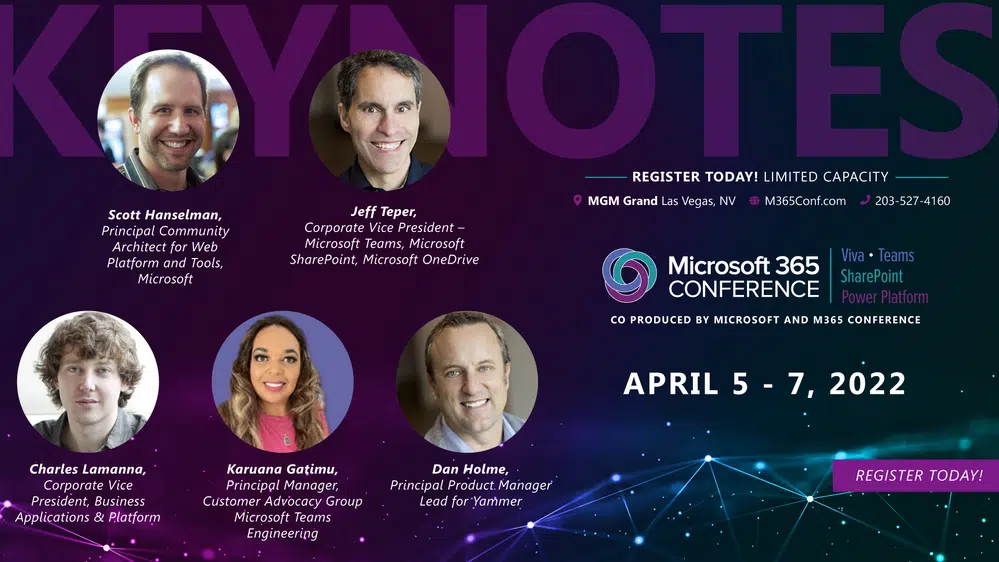 KEYNOTES
Scott Hanselman,
Principal Community
Architect for Web
Platform and Tools,
Microsoft
Jeff Teper,
Corporate Vice President –
Microsoft Teams, Microsoft
SharePoint, Microsoft OneDrive
Charles Lamanna,
Corporate Vice
President, Business
Applications & Platform
Karuana Gatimu,
Principal Manager,
Customer Advocacy Group
Microsoft Teams
Engineering
Dan Holme,
Principal Product Manager
Lead for Yammer
REGISTER TODAY! LIMITED CAPACITY
MGM Grand Las Vegas, NV M365Conf.com 203-527-4160
Microsoft 365
CONFERENCE
Viva • Teams
SharePoint
Power Platform
CO PRODUCED BY MICROSOFT AND M365 CONFERENCE
APRIL 5 - 7, 2022
REGISTER TODAY!